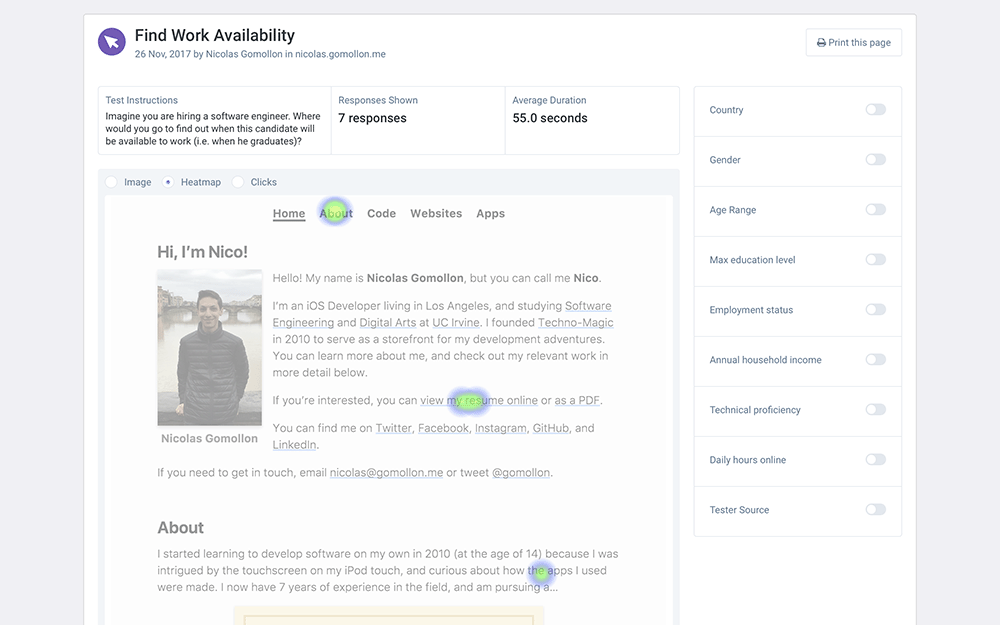 Find Work Availability
26 Nov, 2017 by Nicolas Gomollon in nicolas.gomollon.me
Print this page
Test Instructions
Imagine you are hiring a software engineer. Where
would you go to find out when this candidate will
be available to work (i.e. when he graduates)?
Responses Shown
7 responses
Average Duration
55.0 seconds
Image Heatmap Clicks
Home About Code Websites Apps
Hi, I'm Nico!
Hello! My name is Nicolas Gomollon, but you can call me Nico.
I'm an iOS Developer living in Los Angeles, and studying Software
Engineering and Digital Arts at UC Irvine. I founded Techno-Magic
in 2010 to serve as a storefront for my development adventures.
You can learn more about me, and check out my relevant work in
more detail below.
If you're interested, you can view my resume online or as a PDF.
You can find me on Twitter, Facebook, Instagram, GitHub, and
LinkedIn.
Nicolas Gomollon
If you need to get in touch, email nicolas@gomollon.me or tweet @gomollon.
About
I started learning to develop software on my own in 2010 (at the age of 14) because I was
intrigued by the touchscreen on my iPod touch, and curious about how the apps I used
were made. I now have 7 years of experience in the field, and am pursuing a...
Country
Gender
Age Range
Max education level
Employment status
Annual household income
Technical proficiency
Daily hours online
Tester Source